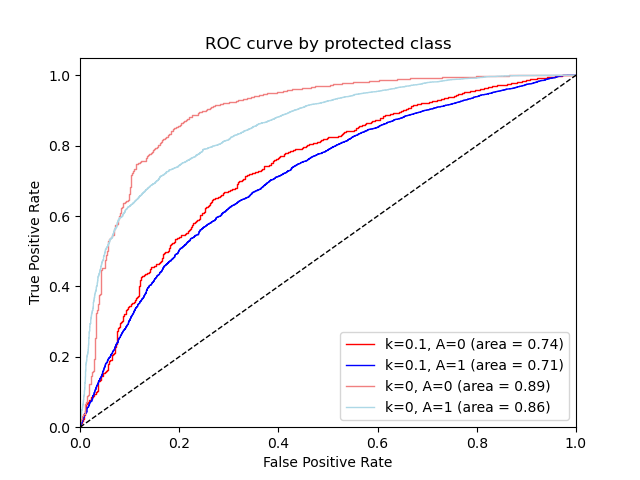 ROC curve by protected class
1.0
0.8
0.6
0.4
0.2
0.0
True Positive Rate
0.0 0.2 0.4 0.6 0.8 1.0
False Positive Rate
k=0.1, A=0 (area = 0.74)
k=0.1, A=1 (area = 0.71)
k=0, A=0 (area = 0.89)
k=0, A=1 (area = 0.86)